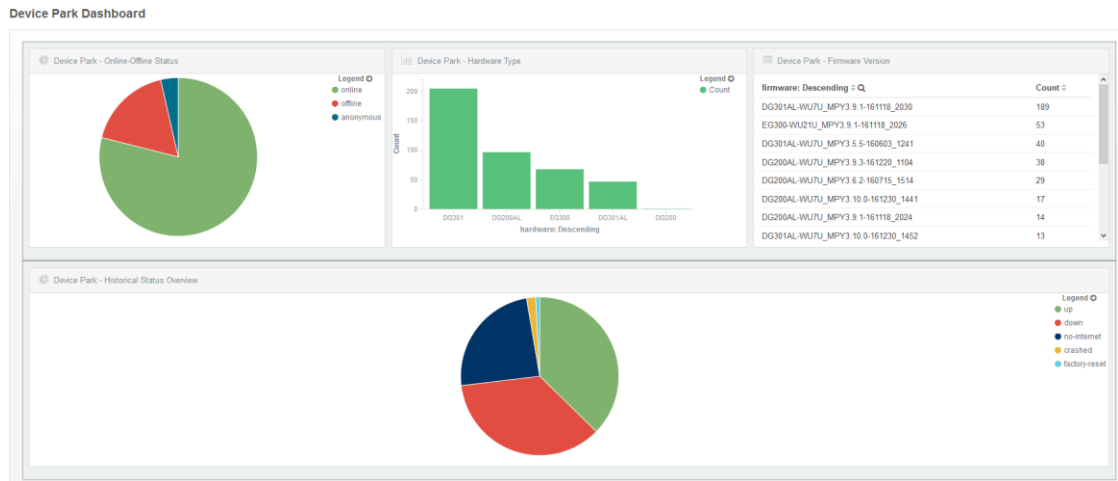 Device Park Dashboard
Device Park - Online-Offline Status
Legend
online
offline
anonymous
Device Park - Hardware Type
Legend
Count
200
150
100
50
0
Count
DG301 DG200AL EG300 DG301AL DG200
hardware: Descending
Device Park - Firmware Version
firmware: Descending Count
DG301AL-WU7U_MPY3.9.1-161118_2030 189
EG300-WU21U_MPY3.9.1-161118_2026 53
DG301AL-WU7U_MPY3.5.5-160603_1241 40
DG200AL-WU7U_MPY3.9.3-161220_1104 38
DG200AL-WU7U_MPY3.6.2-160715_1514 29
DG200AL-WU7U_MPY3.10.0-161230_1441 17
DG200AL-WU7U_MPY3.9.1-161118_2024 14
DG301AL-WU7U_MPY3.10.0-161230_1452 13
Device Park - Historical Status Overview
Legend
up
down
no-internet
crashed
factory-reset